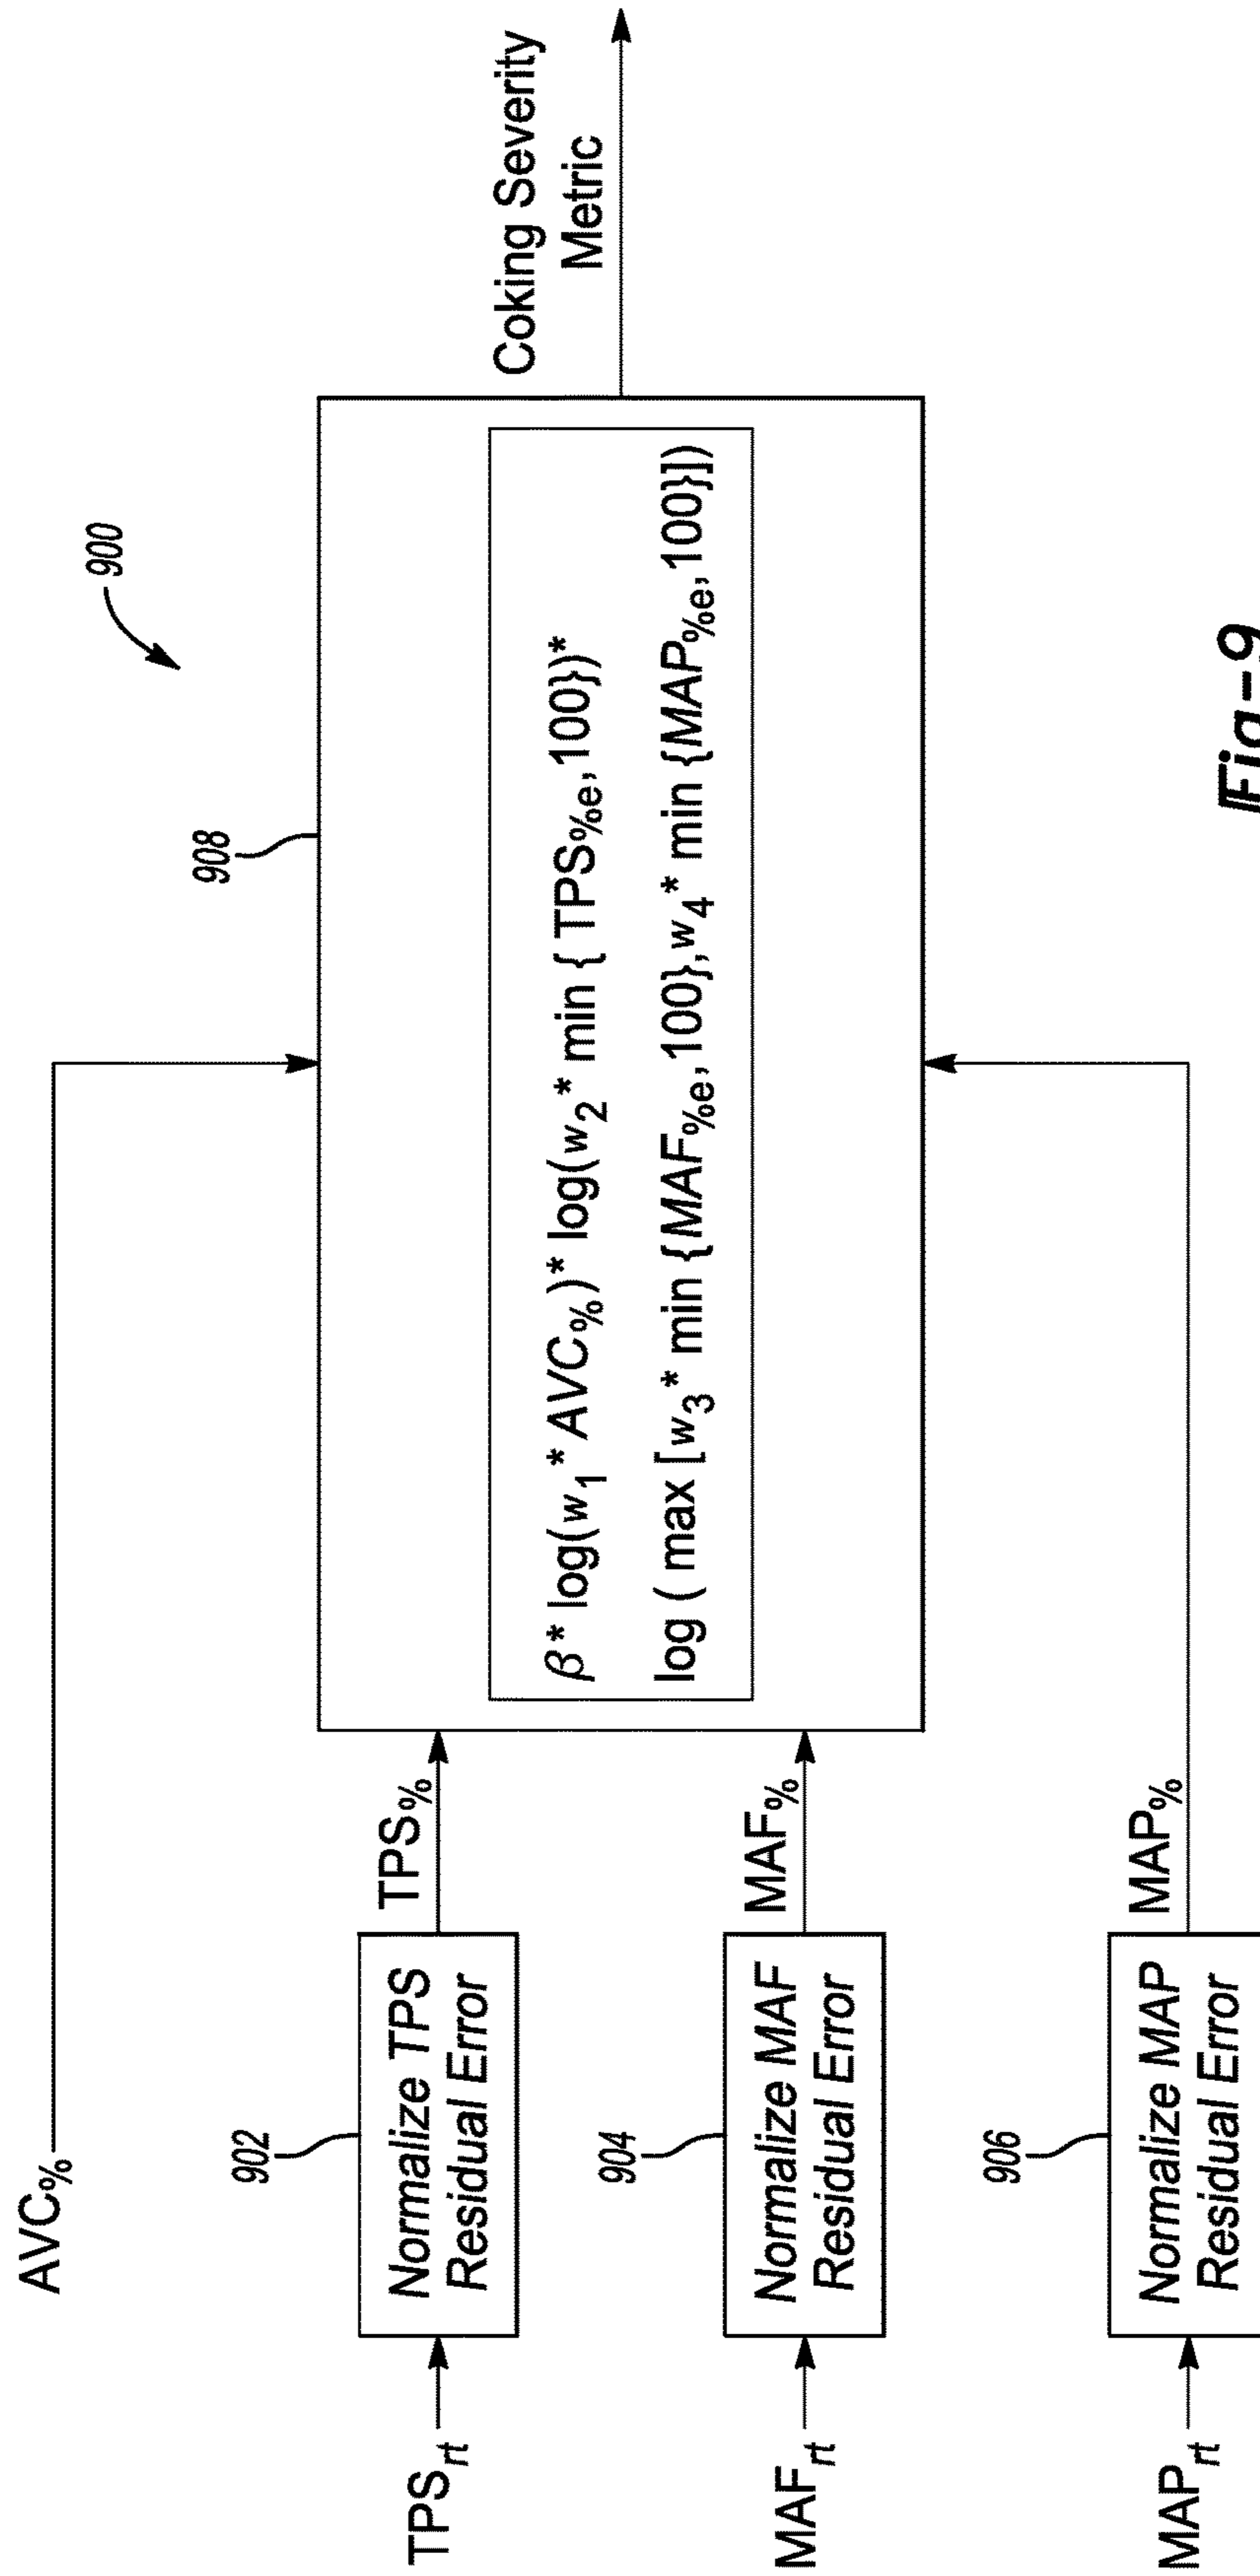 900
AVC%
908
902
Normalize TPS
Residual Error
TPSrt
TPS%
904
Normalize MAF
Residual Error
MAFrt
MAF%
906
Normalize MAP
Residual Error
MAPrt
MAP%
β* log(w1* AVC%)* log(w2* min { TPS%e, 100})*
log ( max [w3* min {MAF%e, 100},w4* min {MAP%e, 100}])
Coking Severity
Metric
Fig-9